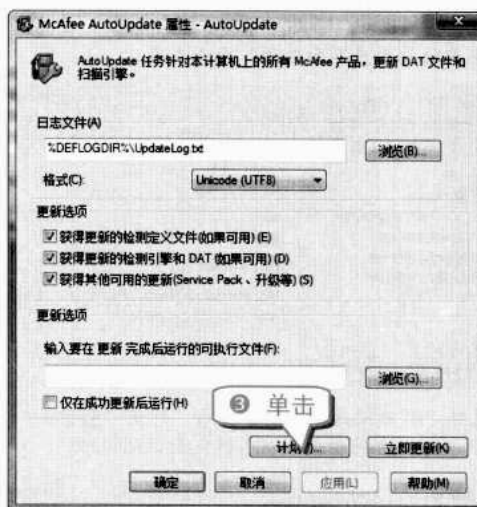 McAfee AutoUpdate 属性 - AutoUpdate
AutoUpdate 任务针对本计算机上的所有 McAfee 产品，更新 DAT 文件和
扫描引擎。
日志文件(A)
%DEFLOGDIR%\UpdateLog.txt
浏览(B)...
格式(C):
Unicode (UTF8)
更新选项
获得更新的检测定义文件(如果可用)(E)
获得更新的检测引擎和 DAT (如果可用)(D)
获得其他可用的更新(Service Pack、升级等)(S)
更新选项
输入要在 更新 完成后运行的可执行文件(F):
浏览(G)...
仅在成功更新后运行(H)
❸ 单击
立即更新(K)
确定
取消
应用(L)
帮助(M)